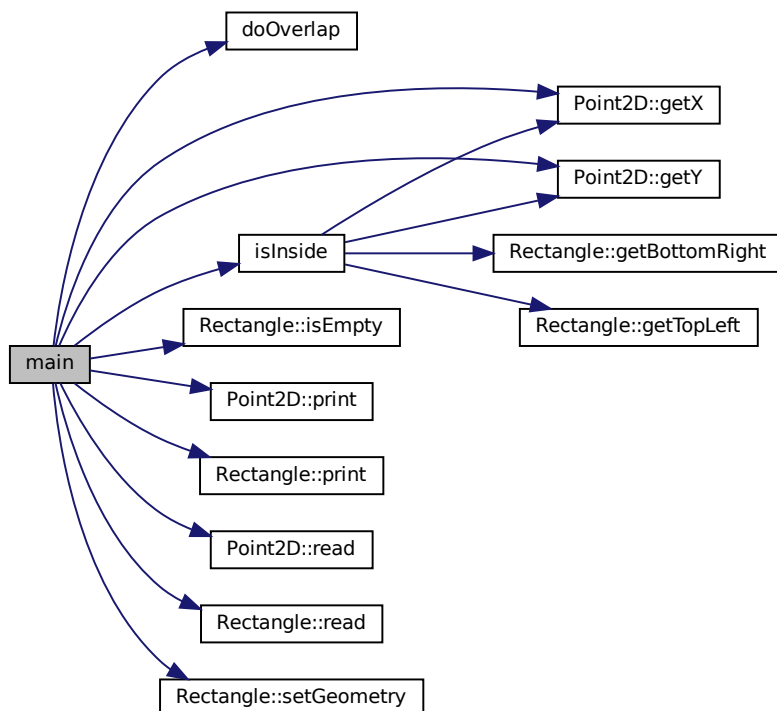 doOverlap
Point2D::getX
Point2D::getY
isInside
Rectangle::getBottomRight
Rectangle::isEmpty
Rectangle::getTopLeft
main
Point2D::print
Rectangle::print
Point2D::read
Rectangle::read
Rectangle::setGeometry